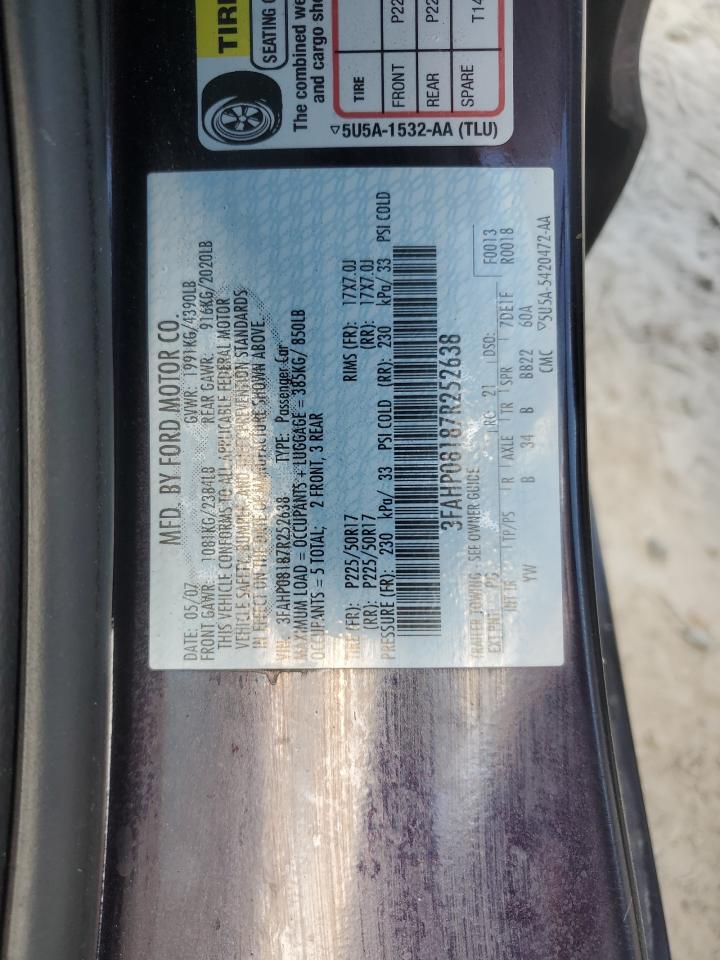 TIRE
SEATING
The combined we
and cargo sho
TIRE
FRONT P22
REAR P22
SPARE T14
5U5A-1532-AA (TLU)
MFD. BY FORD MOTOR CO.
DATE: 05/07 GVWR: 1991KG/4390LB
FRONT GAWR: 1081KG/2384LB REAR GAWR: 916KG/2020LB
THIS VEHICLE CONFORMS TO ALL APPLICABLE FEDERAL MOTOR
VEHICLE SAFETY, BUMPER, AND THEFT PREVENTION STANDARDS
IN EFFECT ON THE DATE OF MANUFACTURE SHOWN ABOVE.
VIN: 3FAHP08187R252638 TYPE: Passenger Car
MAXIMUM LOAD = OCCUPANTS + LUGGAGE = 385KG/ 850LB
OCCUPANTS = 5 TOTAL; 2 FRONT, 3 REAR
TIRE(FR): P225/50R17 RIMS (FR): 17X7.0J
(RR): P225/50R17 (RR): 17X7.0J
PRESSURE (FR): 230 kPa/ 33 PSI COLD (RR): 230 kPa/ 33 PSI COLD
3FAHP08187R252638
F0013
R0018
TRAILER TOWING - SEE OWNER GUIDE RC: 21 DSO:
EXTENT PC: 7DE1F
INT TR TP/PS R AXLE TR SPR 60A
YW B 34 B BB22
CMC 5U5A-5420472-AA